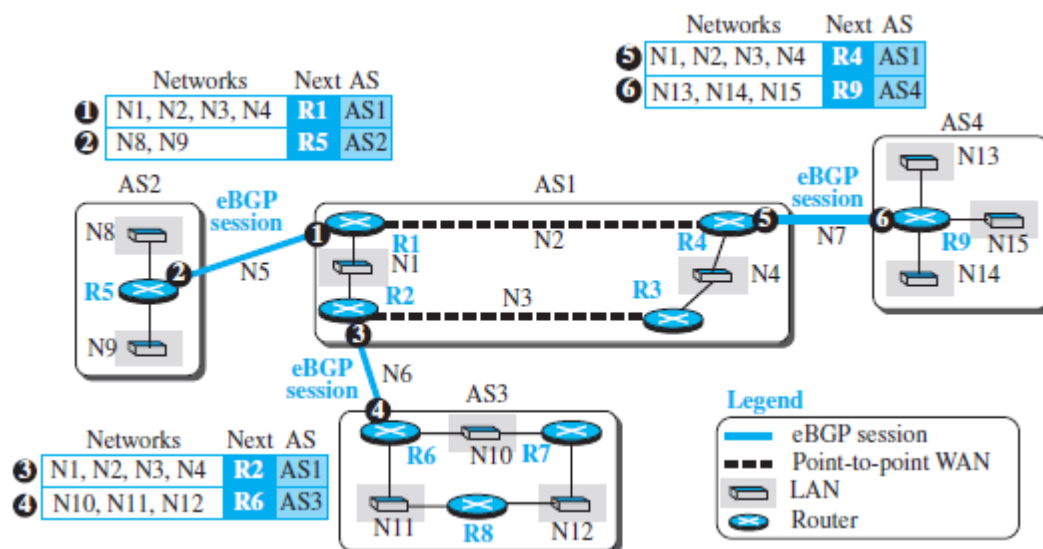 Networks Next AS
5 N1, N2, N3, N4 R4 AS1
6 N13, N14, N15 R9 AS4
Networks Next AS
1 N1, N2, N3, N4 R1 AS1
2 N8, N9 R5 AS2
AS2
eBGP
session
N8
2
R5
N9
N5
AS1
1
R1
N2
R4
5
N1
R2
N3
R3
N4
3
eBGP
session
N7
AS4
N13
6
R9
N15
N14
eBGP
session
N6
4
AS3
R6
N10
R7
N11
R8
N12
Networks Next AS
3 N1, N2, N3, N4 R2 AS1
4 N10, N11, N12 R6 AS3
Legend
eBGP session
Point-to-point WAN
LAN
Router